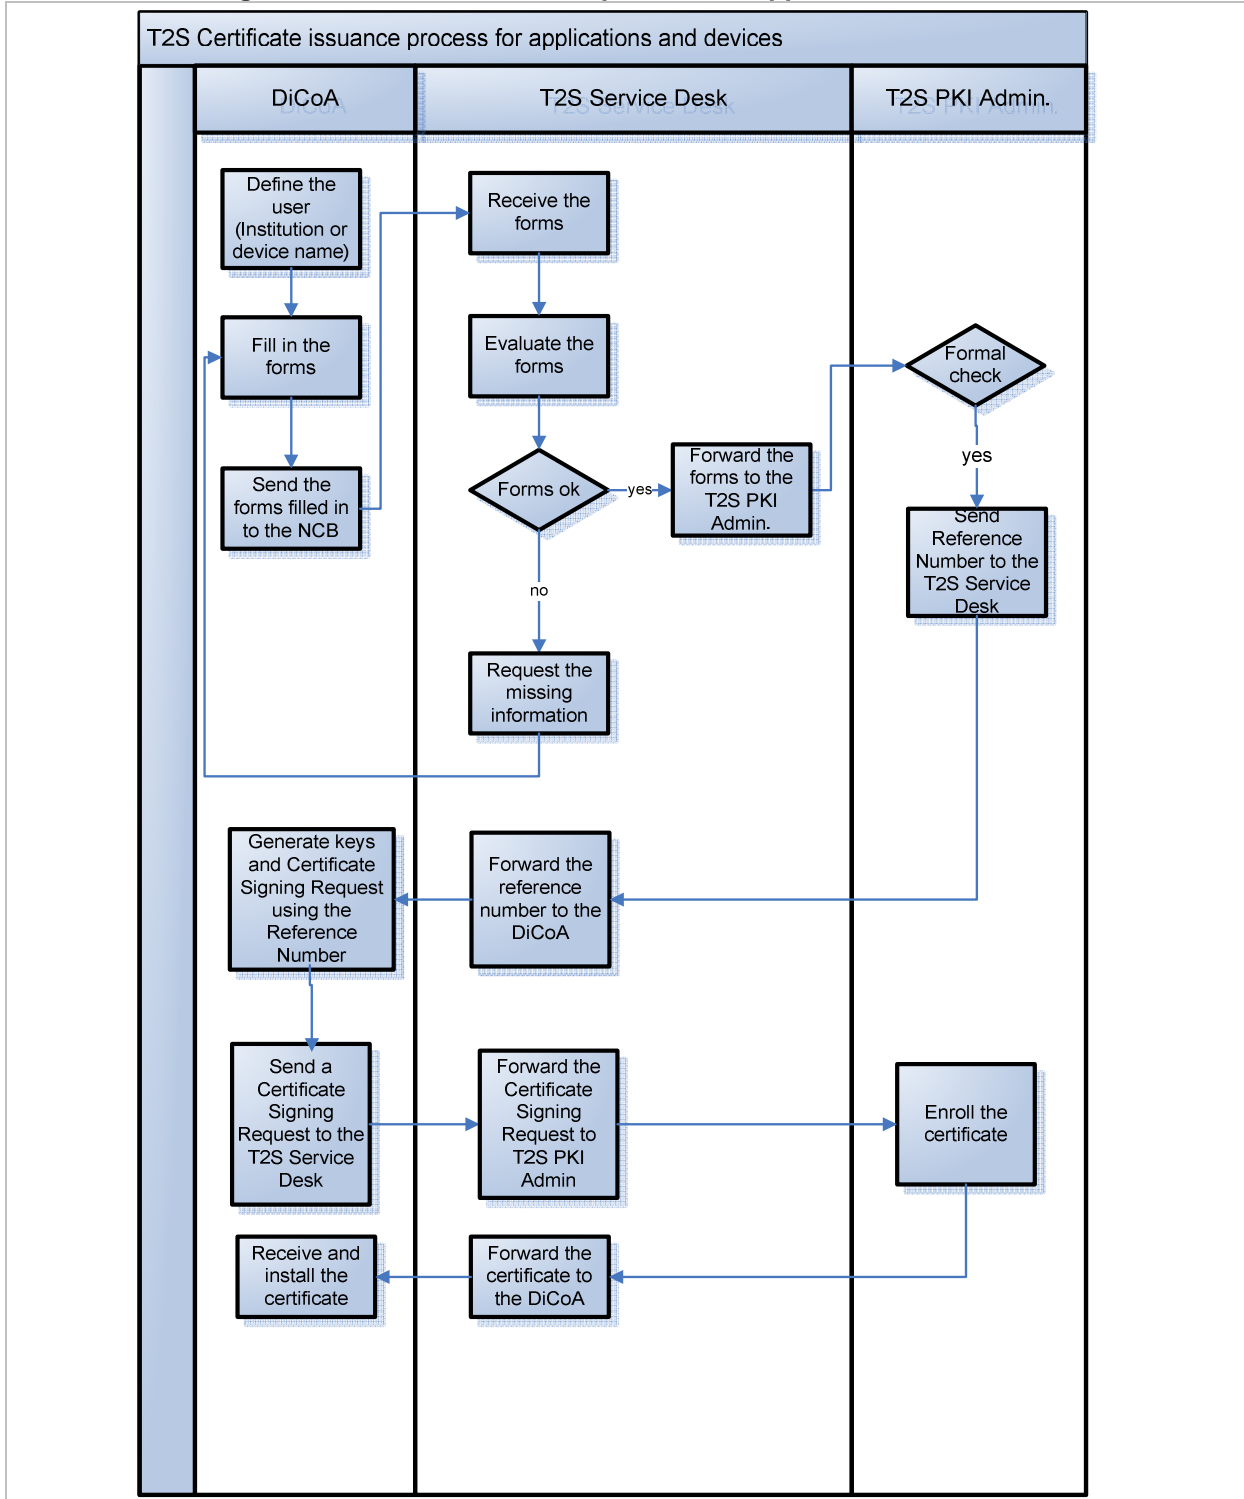 T2S Certificate issuance process for applications and devices
DiCoA
T2S Service Desk
T2S PKI Admin.
Define the
user
(Institution or
device name)
Receive the
forms
Fill in the
forms
Evaluate the
forms
Formal
check
yes
Send the
forms filled in
to the NCB
Forms ok
yes
Forward the
forms to the
T2S PKI
Admin.
Send
Reference
Number to the
T2S Service
Desk
no
Request the
missing
information
Generate keys
and Certificate
Signing Request
using the
Reference
Number
Forward the
reference
number to the
DiCoA
Send a
Certificate
Signing
Request to the
T2S Service
Desk
Forward the
Certificate
Signing
Request to
T2S PKI
Admin
Enroll the
certificate
Receive and
install the
certificate
Forward the
certificate to
the DiCoA